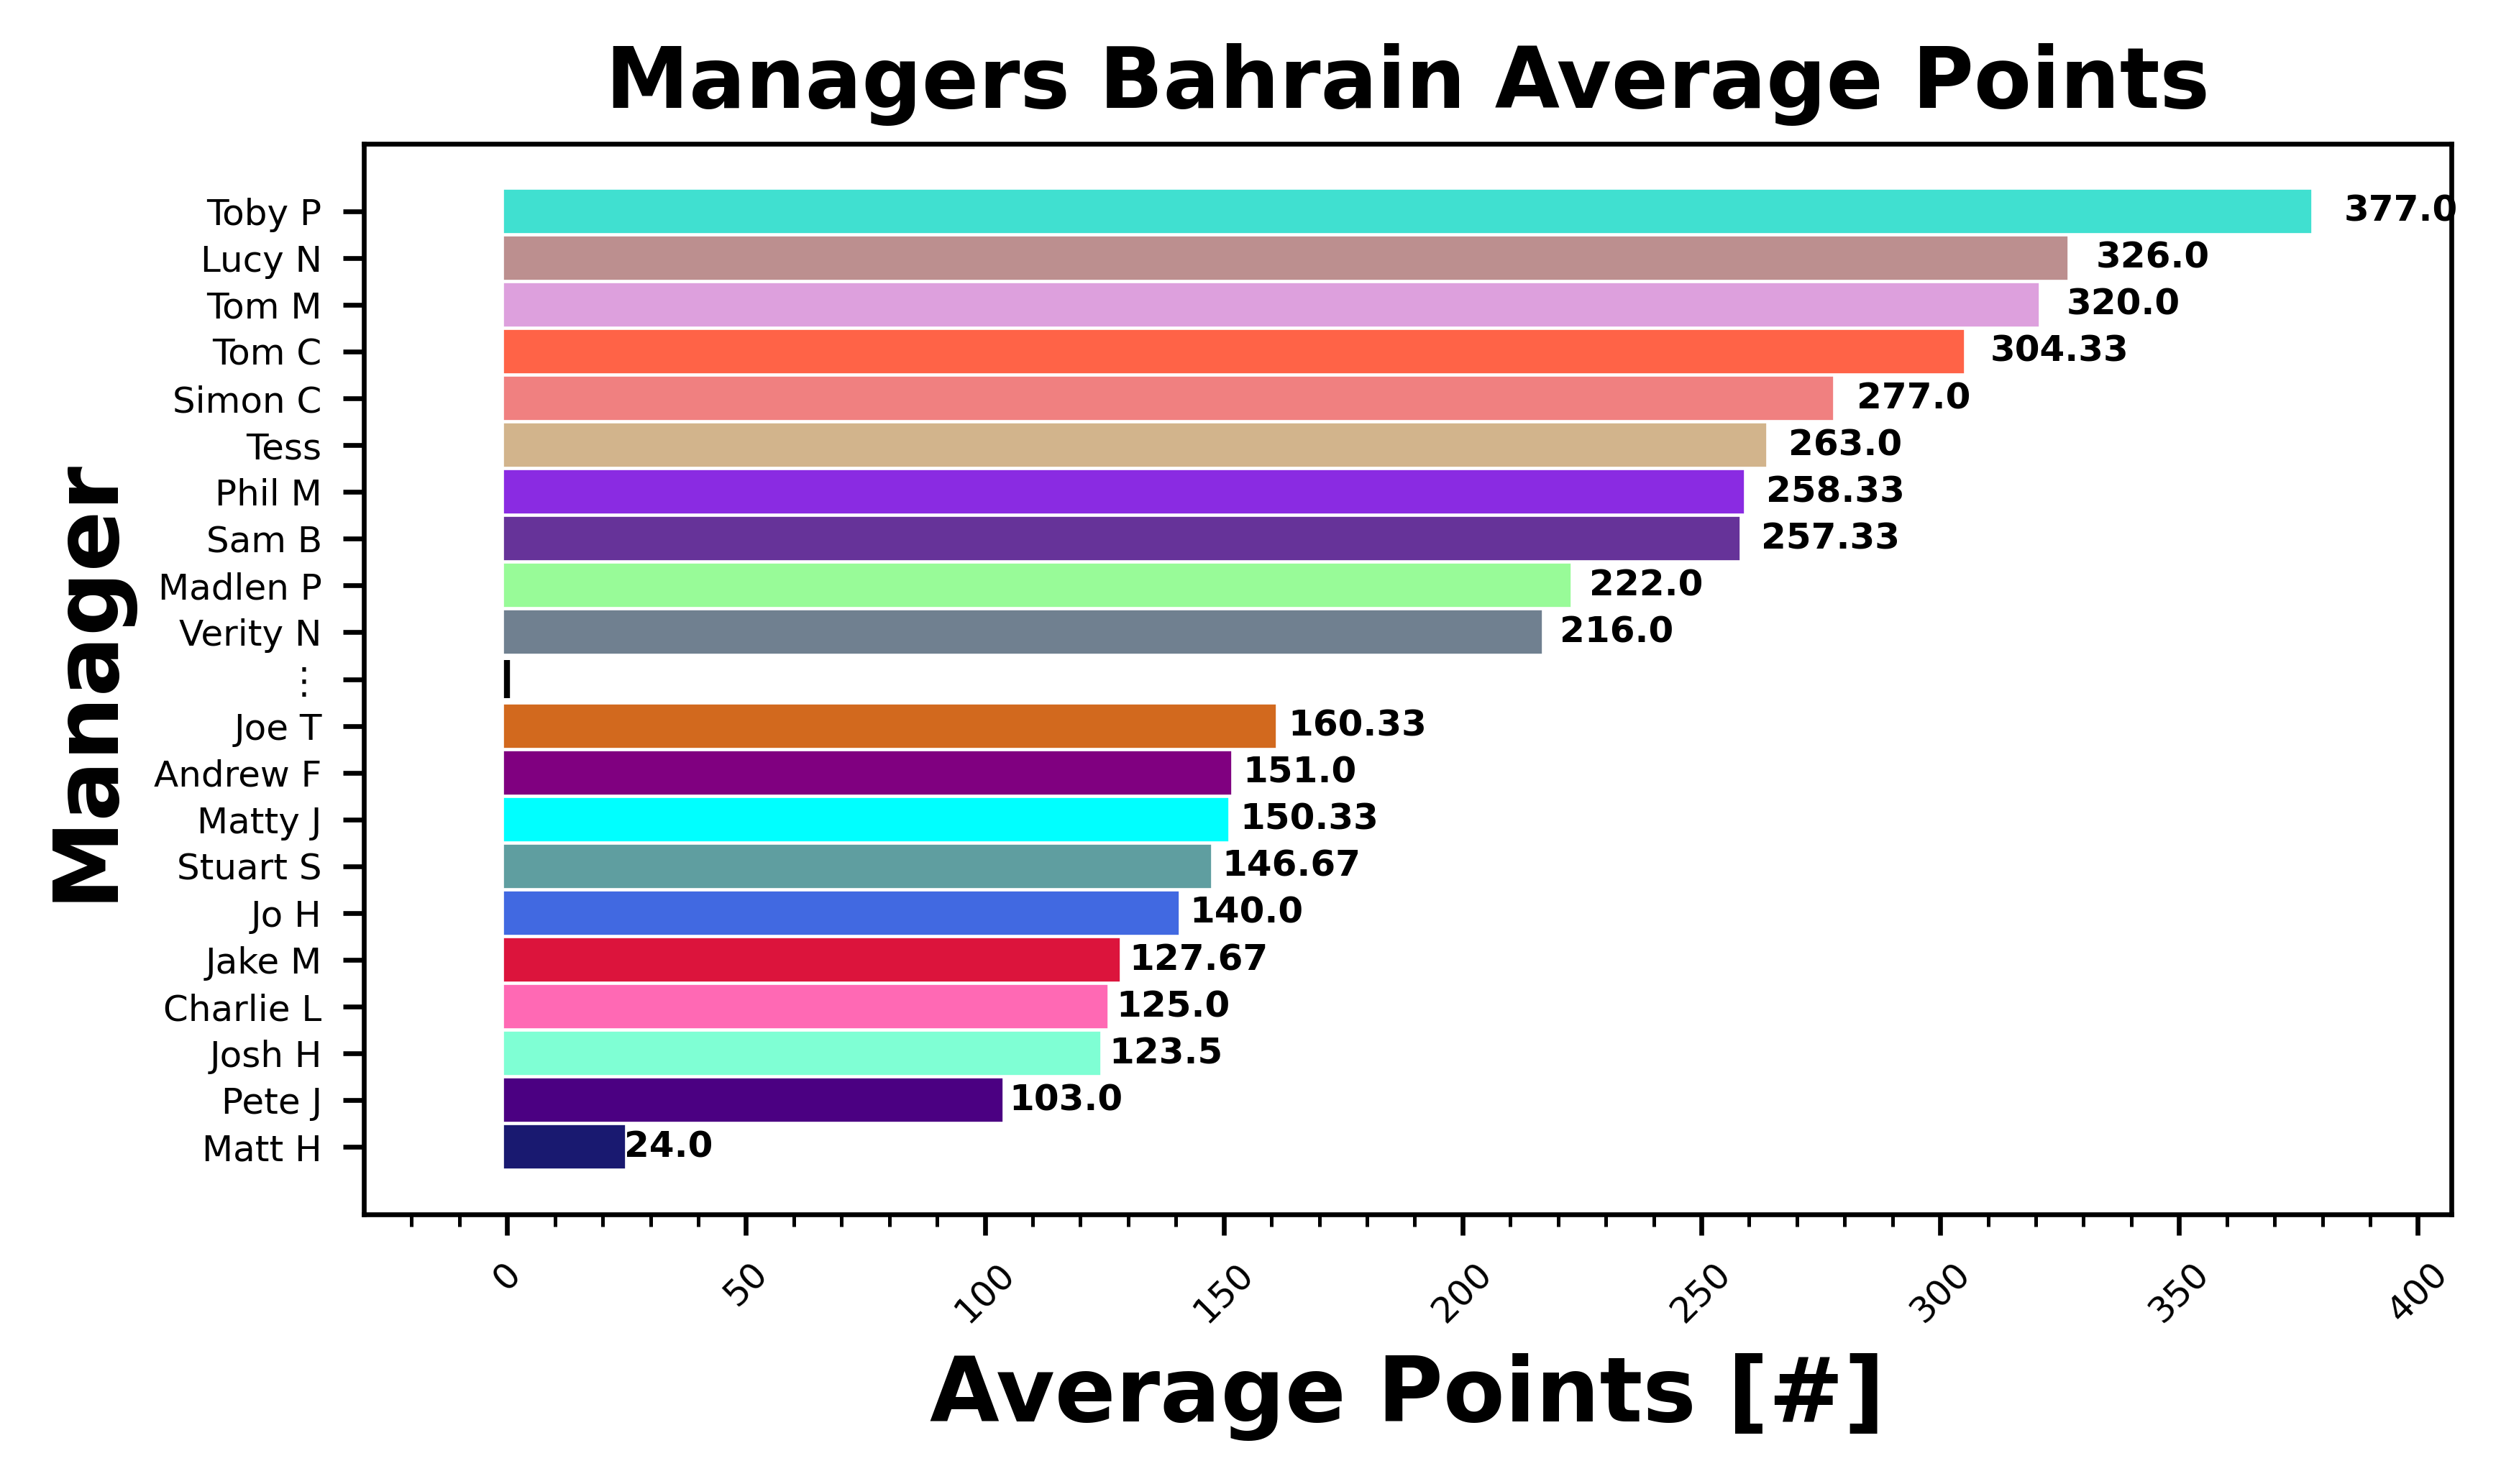 Managers Bahrain Average Points
Manager
Toby P 377.0
Lucy N 326.0
Tom M 320.0
Tom C 304.33
Simon C 277.0
Tess 263.0
Phil M 258.33
Sam B 257.33
Madlen P 222.0
Verity N 216.0
⋮
Joe T 160.33
Andrew F 151.0
Matty J 150.33
Stuart S 146.67
Jo H 140.0
Jake M 127.67
Charlie L 125.0
Josh H 123.5
Pete J 103.0
Matt H 24.0
0 50 100 150 200 250 300 350 400
Average Points [#]